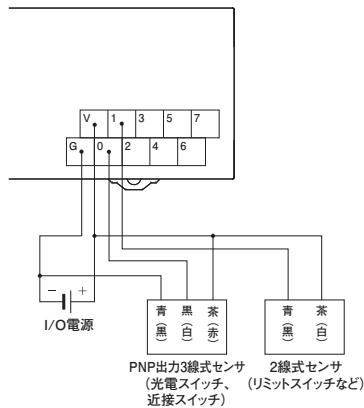 V 1 3 5 7
G 0 2 4 6
－ ＋
I/O電源
青(黒) 黒(白) 茶(赤)
青(黒) 茶(白)
PNP出力3線式センサ
(光電スイッチ、
近接スイッチ)
2線式センサ
(リミットスイッチなど)